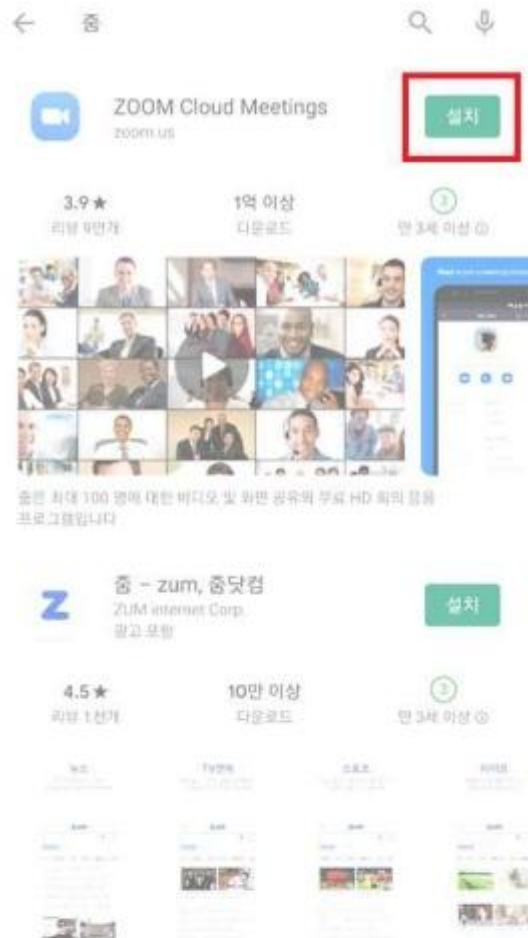 줌
ZOOM Cloud Meetings
zoom.us
설치
3.9★ 1억 이상 3
리뷰 9만개 다운로드 만 3세 이상
줌은 최대 100 명에 대한 비디오 및 화면 공유의 무료 HD 회의 응용
프로그램입니다
줌 - zum, 줌닷컴
ZUM internet Corp.
광고 포함
설치
4.5★ 10만 이상 3
리뷰 1천개 다운로드 만 3세 이상
뉴스 TV연예 스포츠